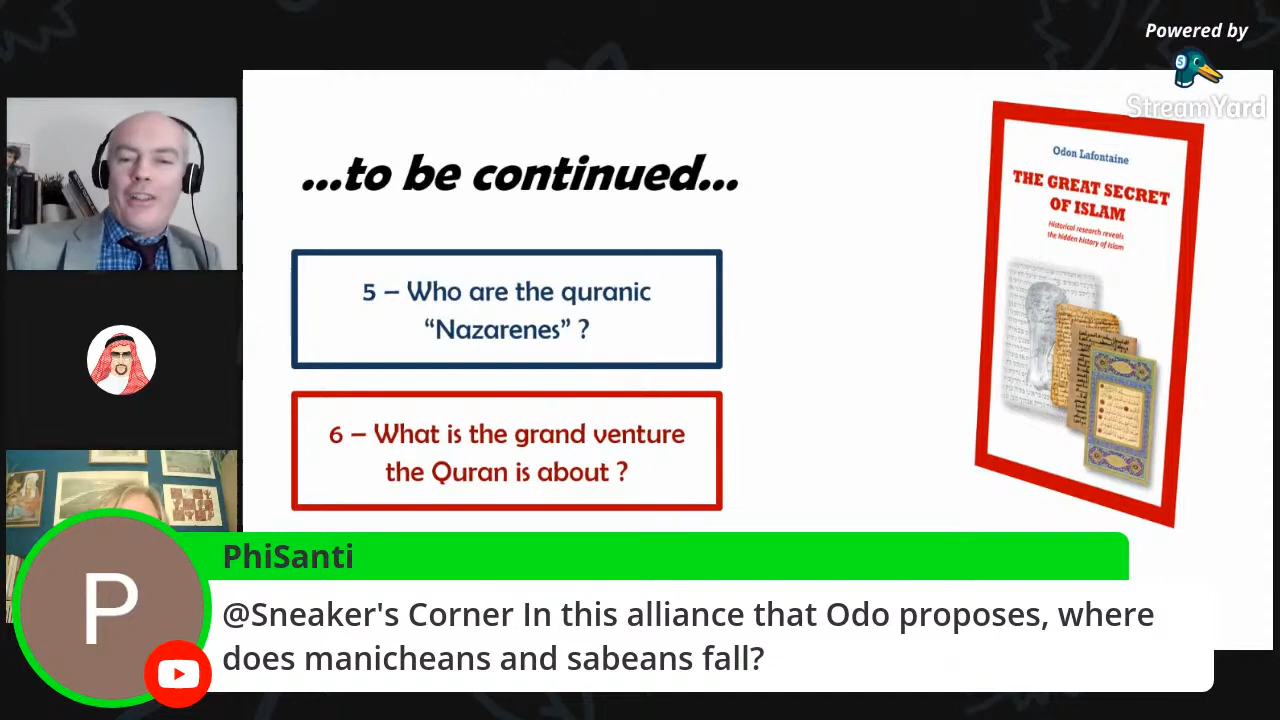 Powered by
S
StreamYard
...to be continued...
Odon Lafontaine
THE GREAT SECRET
OF ISLAM
Historical research reveals
the hidden history of Islam
5 – Who are the quranic
“Nazarenes” ?
6 – What is the grand venture
the Quran is about ?
P
PhiSanti
@Sneaker's Corner In this alliance that Odo proposes, where
does manicheans and sabeans fall?